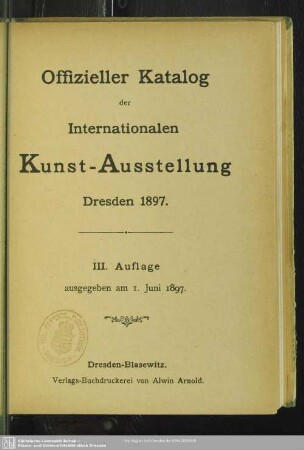 Offizieller Katalog
der
Internationalen
Kunst-Ausstellung
Dresden 1897.
III. Auflage
ausgegeben am 1. Juni 1897.
Dresden-Blasewitz.
Verlags-Buchdruckerei von Alwin Arnold.